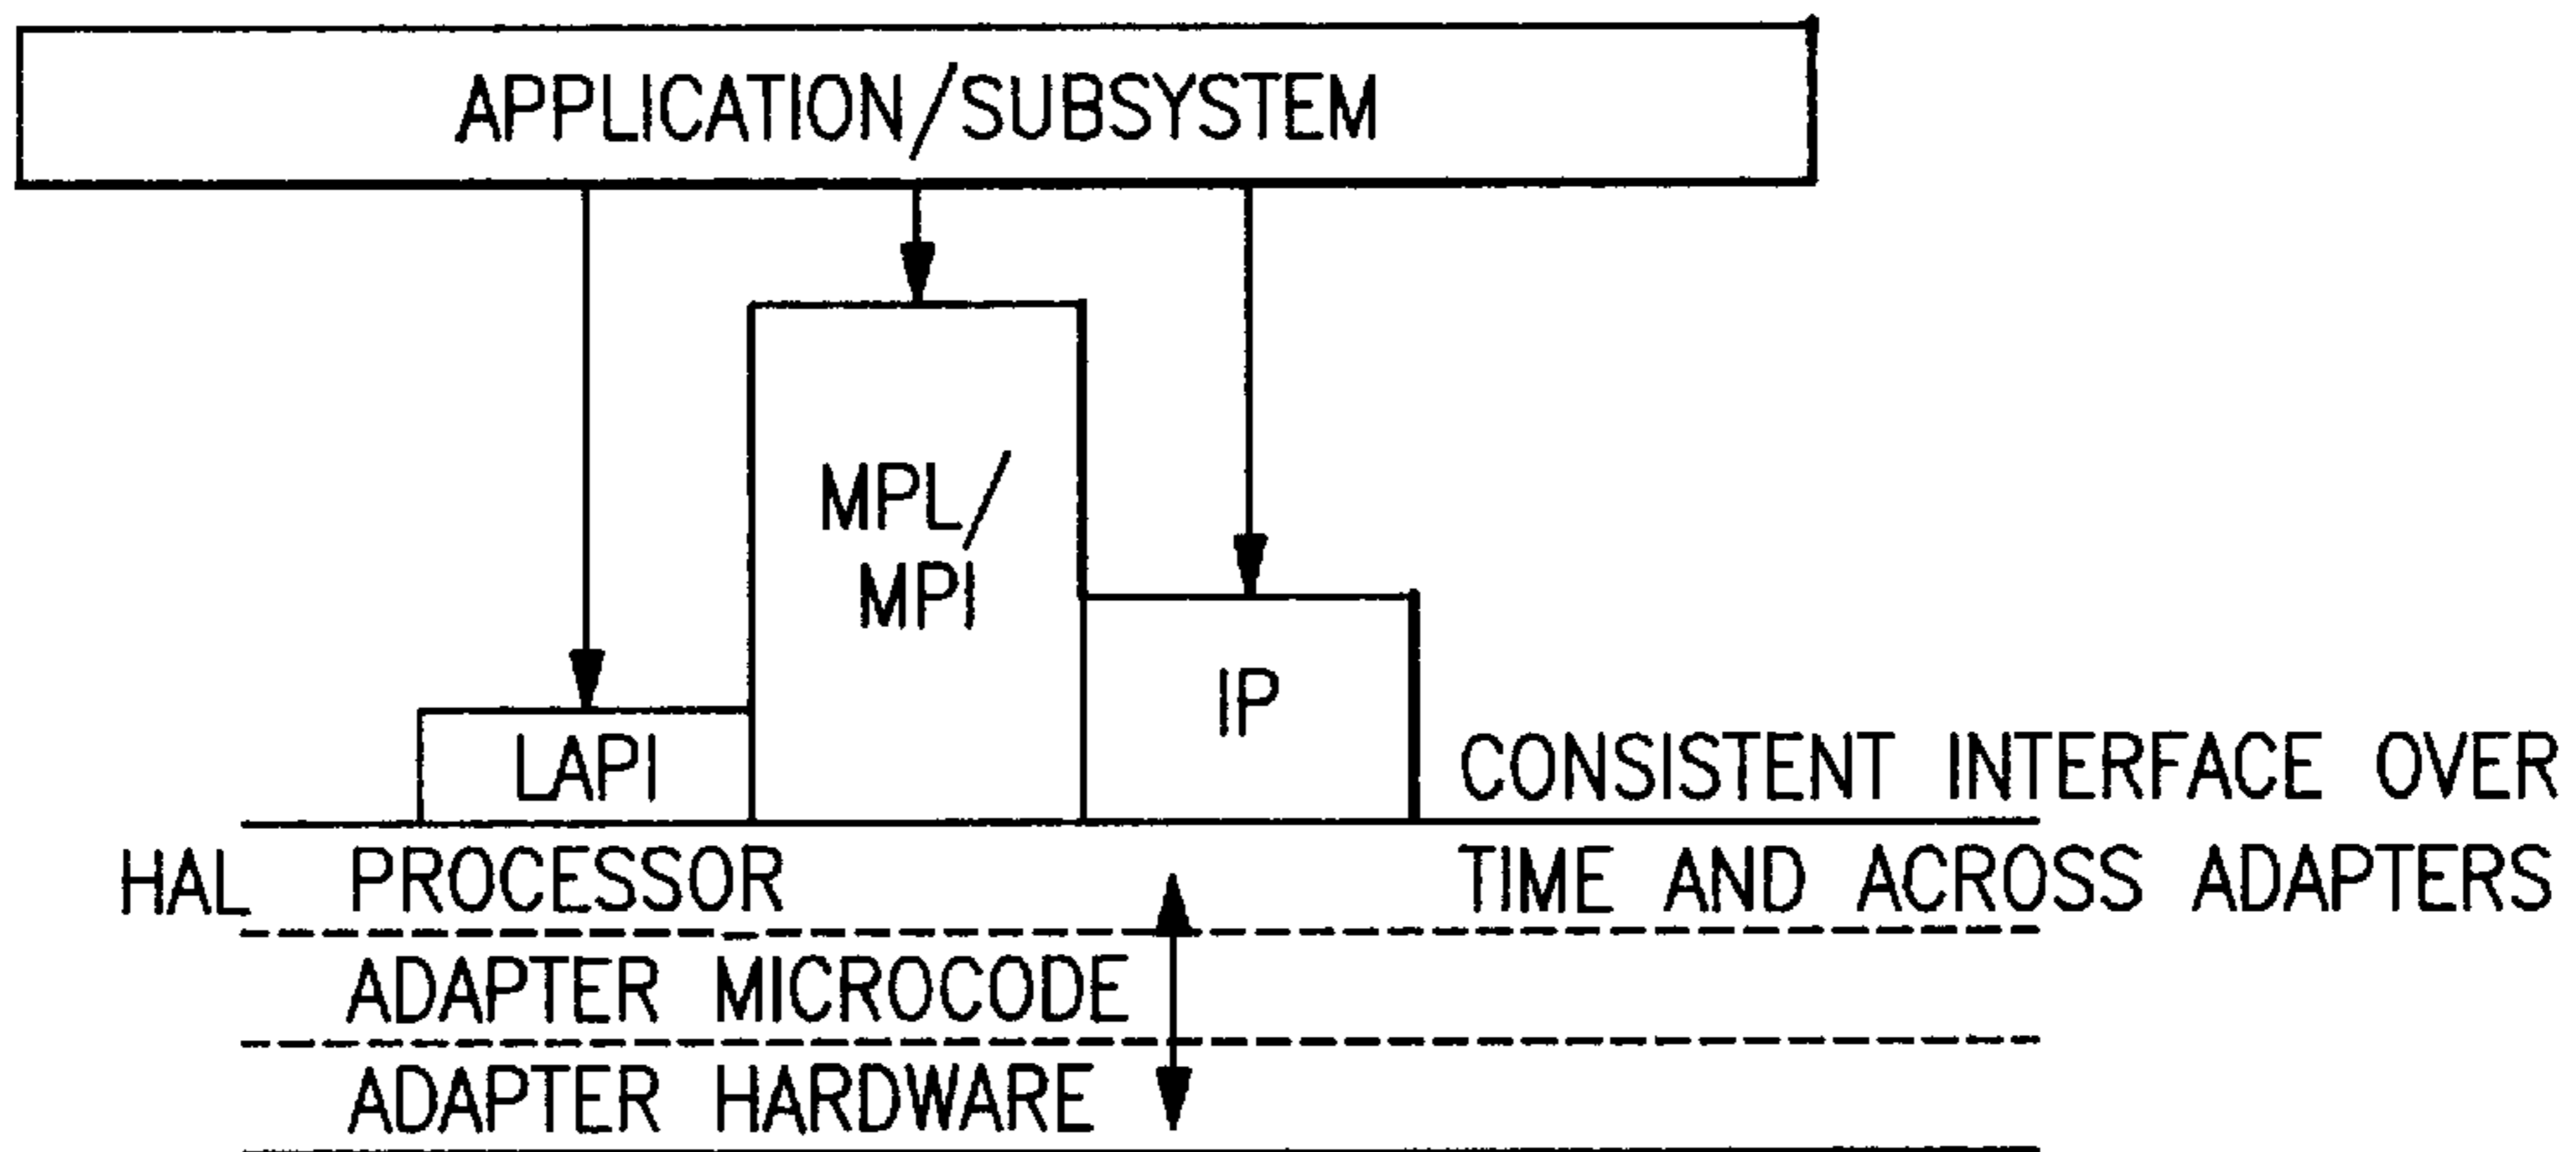 APPLICATION/SUBSYSTEM
MPL/
MPI
IP
LAPI
CONSISTENT INTERFACE OVER
HAL PROCESSOR
TIME AND ACROSS ADAPTERS
ADAPTER MICROCODE
ADAPTER HARDWARE